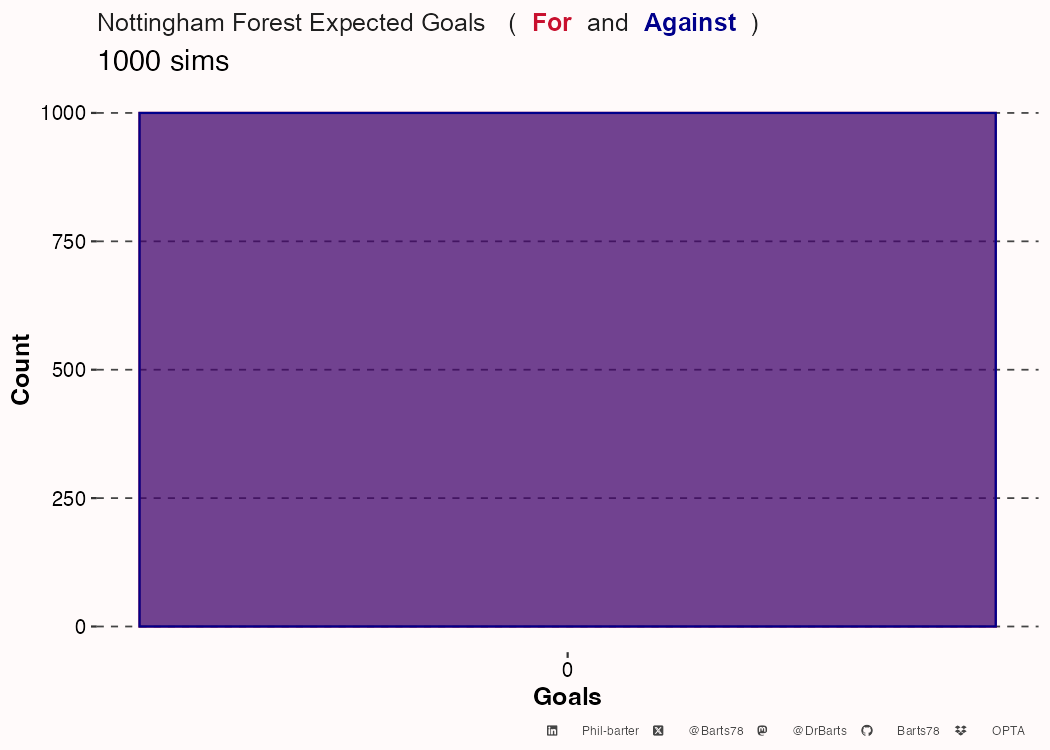 Nottingham Forest Expected Goals ( For and Against )
1000 sims
1000
750
500
250
0
Count
0
Goals
Phil-barter @Barts78 @DrBarts Barts78 OPTA